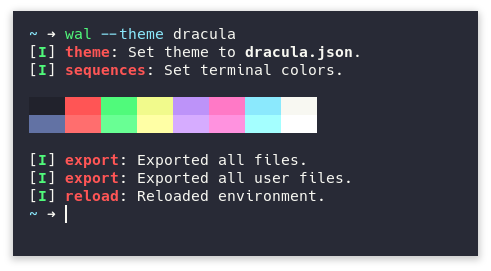 ~ ➜ wal --theme dracula
[I] theme: Set theme to dracula.json.
[I] sequences: Set terminal colors.
[I] export: Exported all files.
[I] export: Exported all user files.
[I] reload: Reloaded environment.
~ ➜